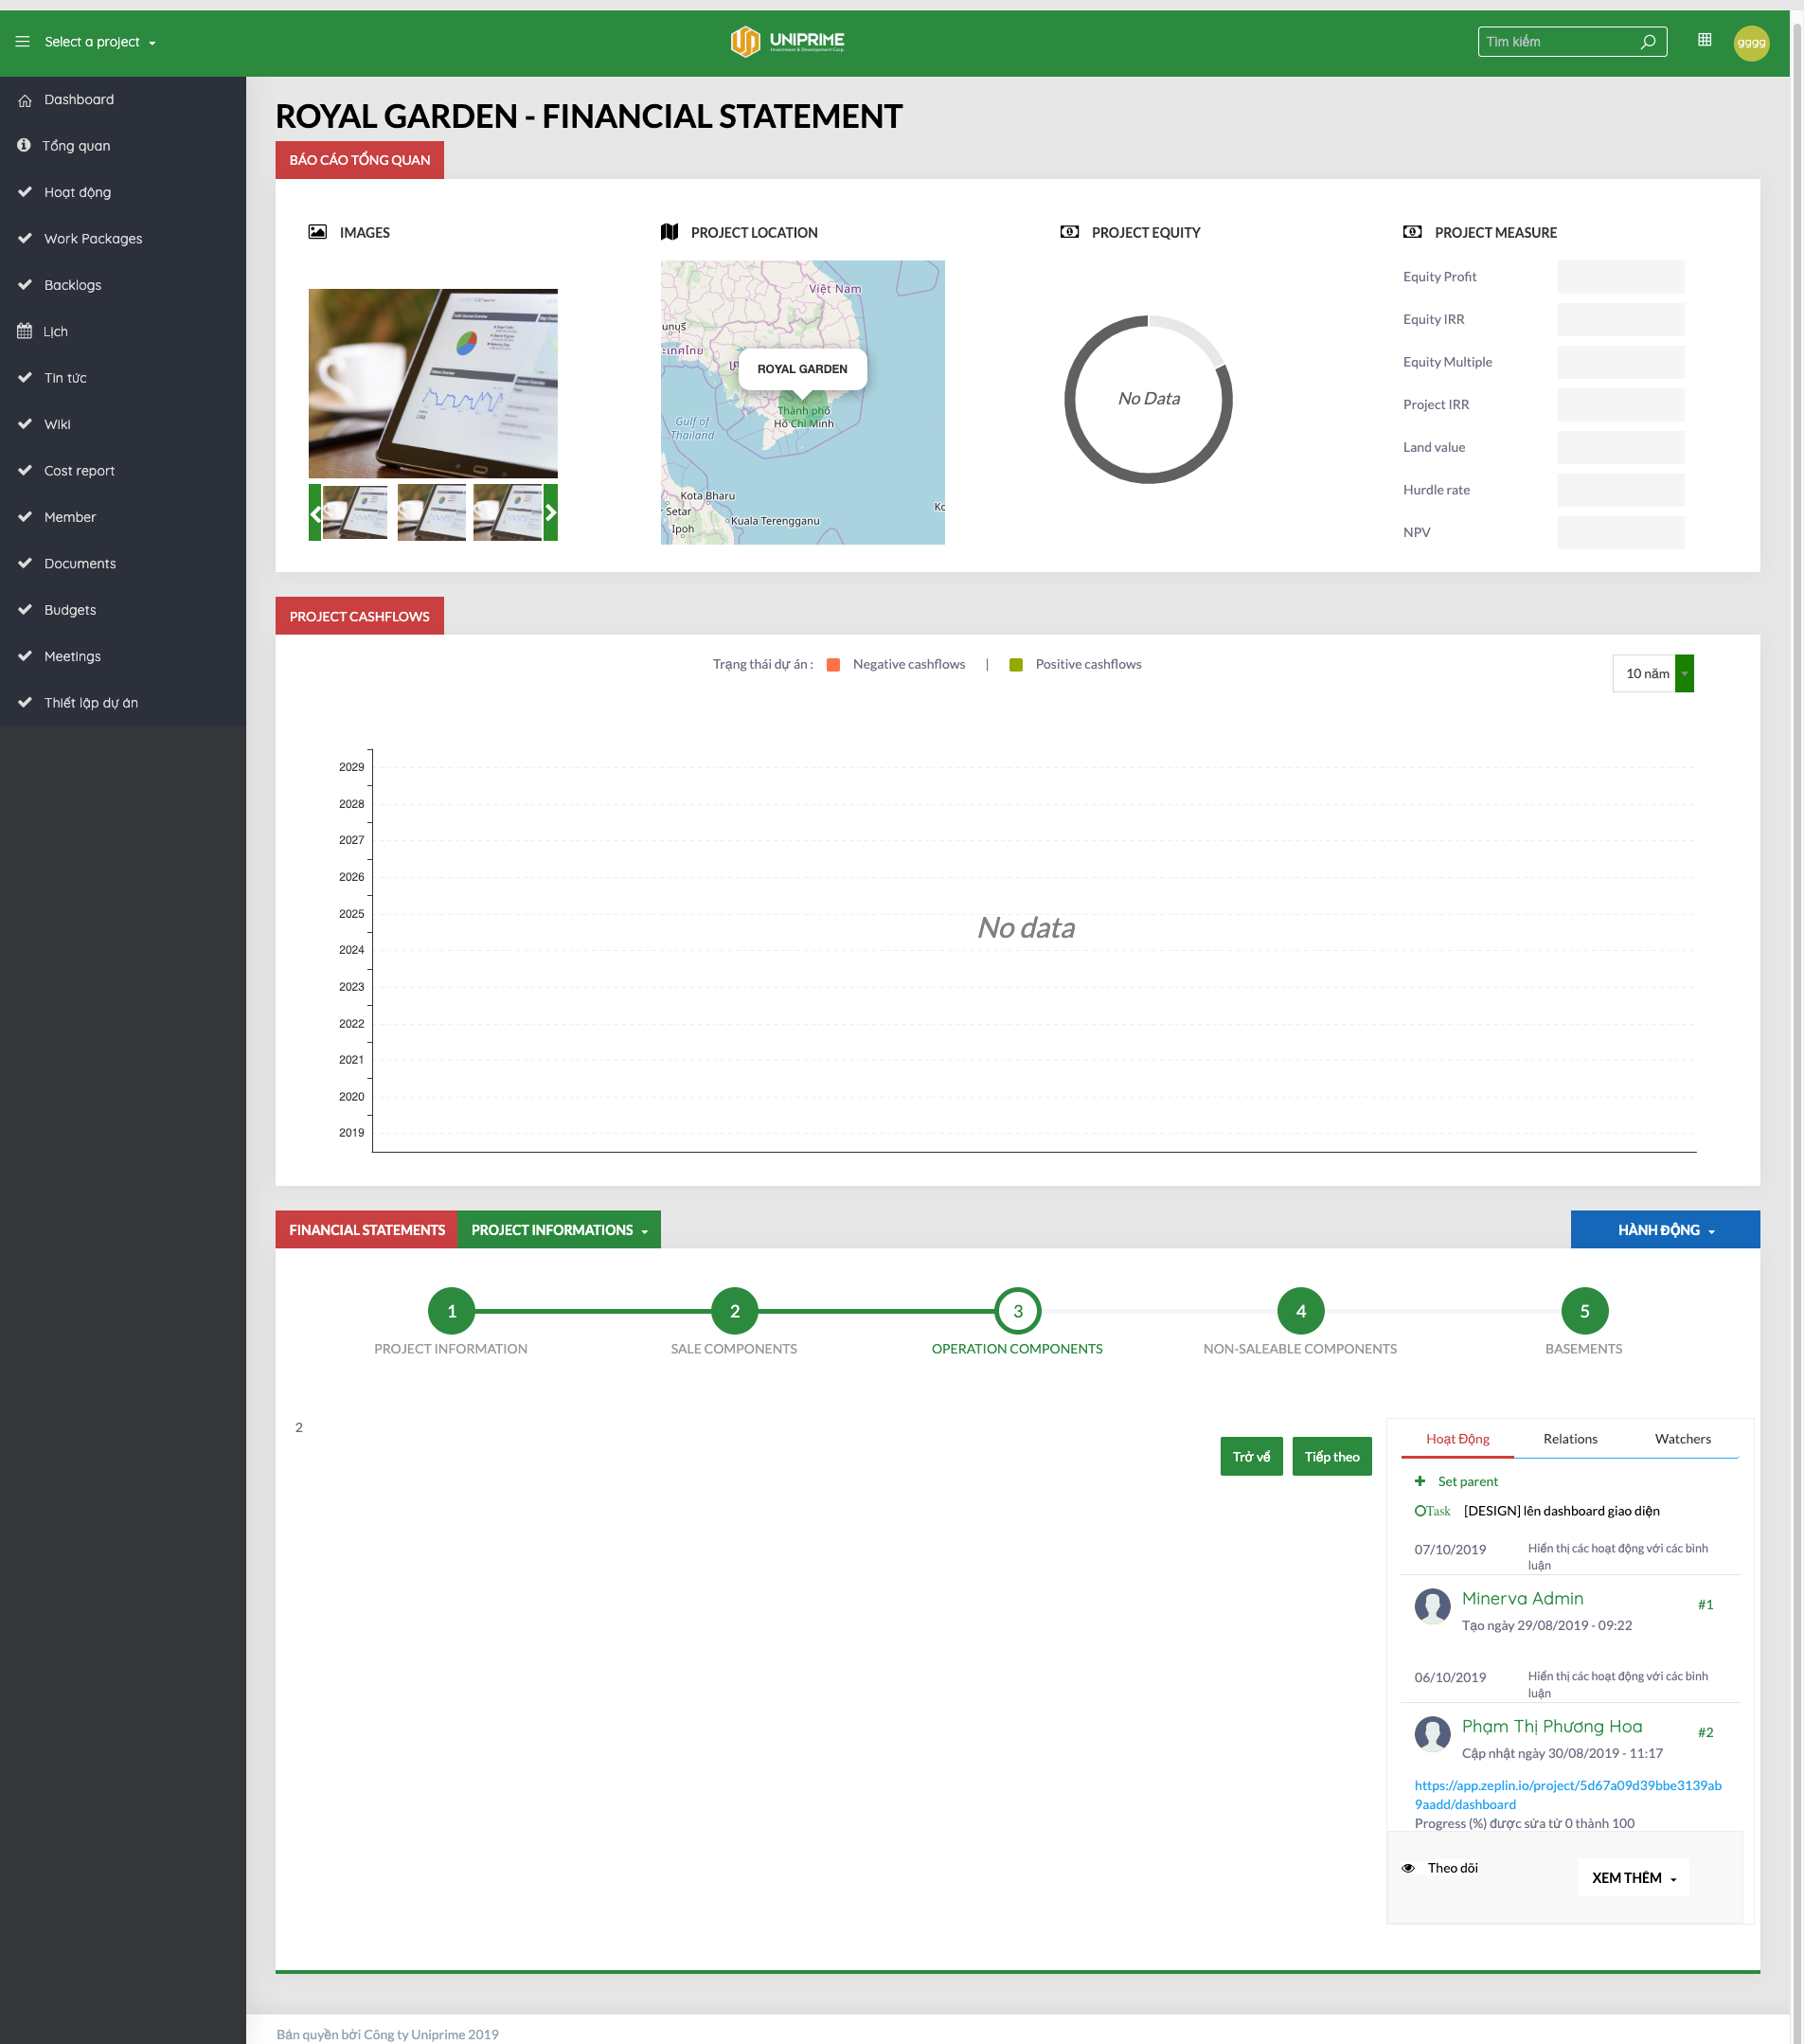 Select a project
UNIPRIME
Investment & Development Corp.
Tìm kiếm
gggg
Dashboard
Tổng quan
Hoạt động
Work Packages
Backlogs
Lịch
Tin tức
Wiki
Cost report
Member
Documents
Budgets
Meetings
Thiết lập dự án
ROYAL GARDEN - FINANCIAL STATEMENT
BÁO CÁO TỔNG QUAN
IMAGES
PROJECT LOCATION
Việt Nam
ROYAL GARDEN
Thành phố
Hồ Chí Minh
Gulf of
Thailand
Kota Bharu
Setar
Kuala Terengganu
Ipoh
PROJECT EQUITY
No Data
PROJECT MEASURE
Equity Profit
Equity IRR
Equity Multiple
Project IRR
Land value
Hurdle rate
NPV
PROJECT CASHFLOWS
Trạng thái dự án : Negative cashflows | Positive cashflows
10 năm
2029
2028
2027
2026
2025
2024
2023
2022
2021
2020
2019
No data
FINANCIAL STATEMENTS
PROJECT INFORMATIONS
HÀNH ĐỘNG
1
PROJECT INFORMATION
2
SALE COMPONENTS
3
OPERATION COMPONENTS
4
NON-SALEABLE COMPONENTS
5
BASEMENTS
2
Trở về
Tiếp theo
Hoạt Động
Relations
Watchers
Set parent
Task [DESIGN] lên dashboard giao diện
07/10/2019
Hiển thị các hoạt động với các bình
luận
Minerva Admin
#1
Tạo ngày 29/08/2019 - 09:22
06/10/2019
Hiển thị các hoạt động với các bình
luận
Phạm Thị Phương Hoa
#2
Cập nhật ngày 30/08/2019 - 11:17
https://app.zeplin.io/project/5d67a09d39bbe3139ab
9aadd/dashboard
Progress (%) được sửa từ 0 thành 100
Theo dõi
XEM THÊM
Bản quyền bởi Công ty Uniprime 2019